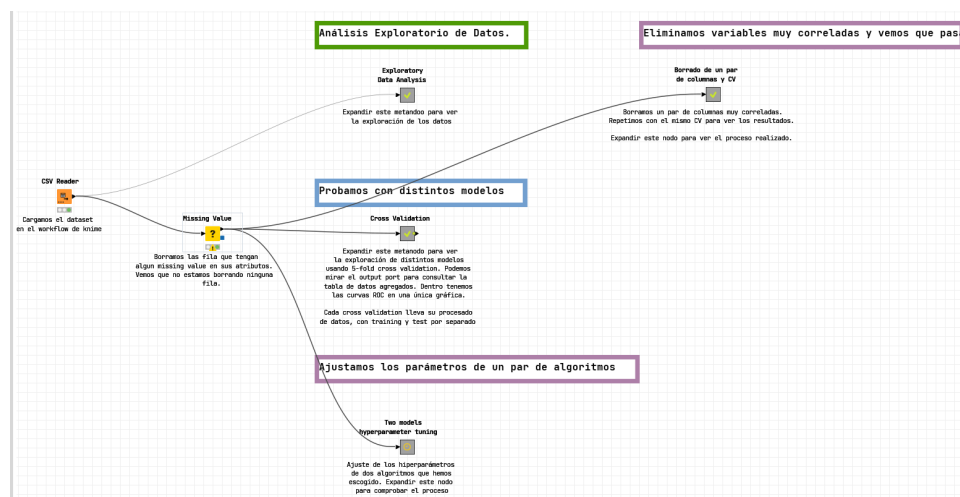 Análisis Exploratorio de Datos.
Eliminamos variables muy correladas y vemos que pas
Exploratory
Data Analysis
Expandir este metandoo para ver
la exploración de los datos
Borrado de un par
de columnas y CV
Borramos un par de columnas muy correladas.
Repetimos con el mismo CV para ver los resultados.
Expandir este nodo para ver el proceso realizado.
CSV Reader
Cargamos el dataset
en el workflow de knime
Missing Value
?
Borramos las fila que tengan
algun missing value en sus atributos.
Vemos que no estamos borrando ninguna
fila.
Probamos con distintos modelos
Cross Validation
Expandir este metanodo para ver
la exploración de distintos modelos
usando 5-fold cross validation. Podemos
mirar el output port para consultar la
tabla de datos agregados. Dentro tenemos
las curvas ROC en una única gráfica.
Cada cross validation lleva su procesado
de datos, con training y test por separado
Ajustamos los parámetros de un par de algoritmos
Two models
hyperparameter tuning
Ajuste de los hiperparámetros
de dos algoritmos que hemos
escogido. Expandir este nodo
para comprobar el proceso